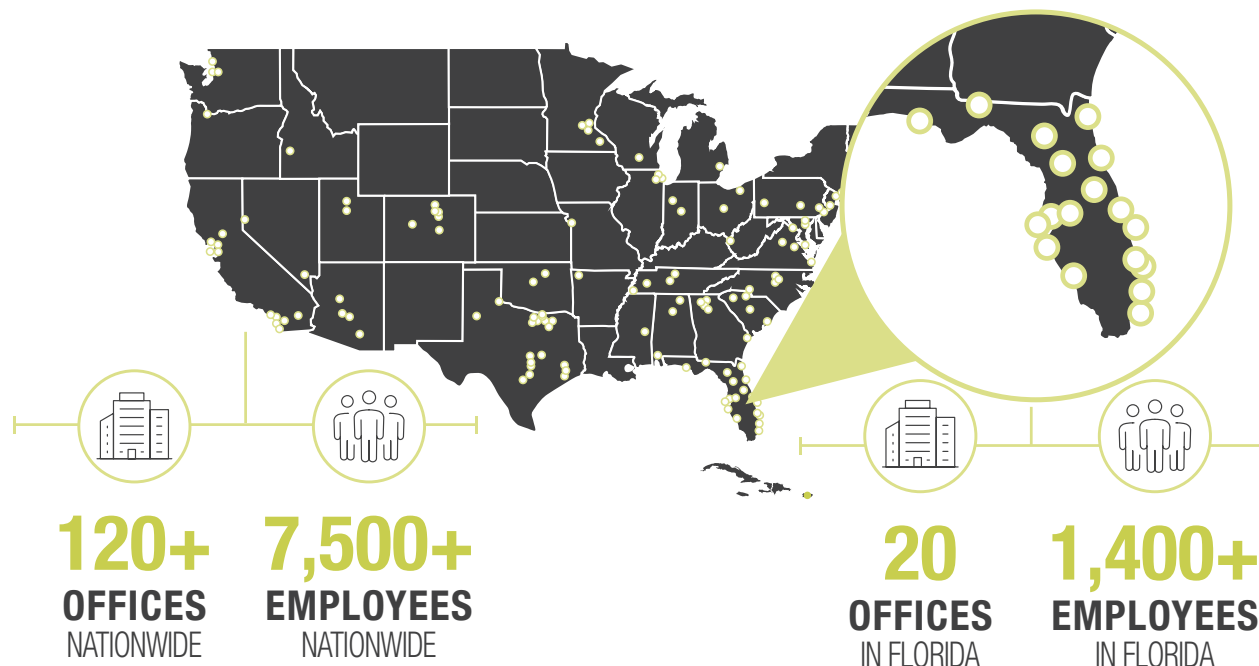 120+
OFFICES
NATIONWIDE
7,500+
EMPLOYEES
NATIONWIDE
20
OFFICES
IN FLORIDA
1,400+
EMPLOYEES
IN FLORIDA